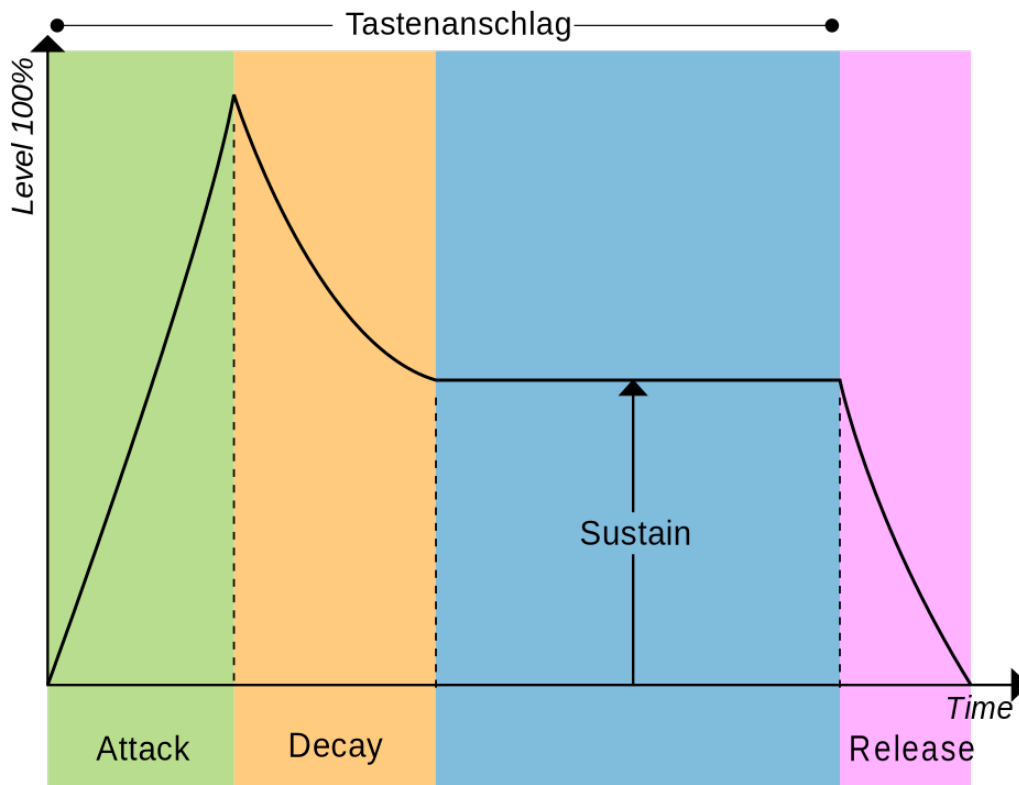 Tastenanschlag
Level 100%
Sustain
Time
Attack
Decay
Release